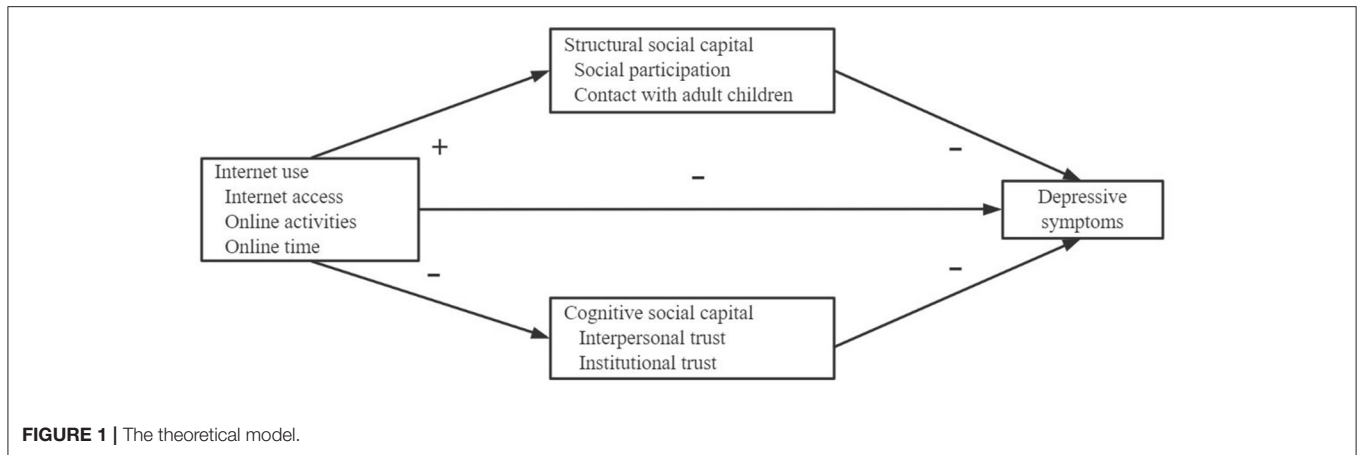 Structural social capital
Social participation
Contact with adult children
+
–
–
Internet use
Internet access
Online activities
Online time
Depressive
symptoms
–
–
Cognitive social capital
Interpersonal trust
Institutional trust
FIGURE 1 | The theoretical model.